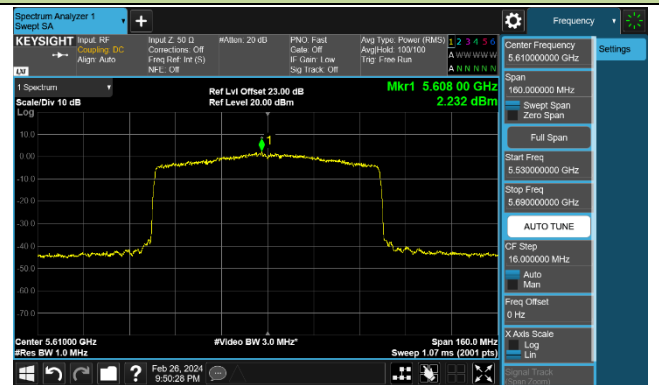 Spectrum Analyzer 1
Swept SA
+
Frequency
KEYSIGHT
Input: RF
Coupling: DC
Align: Auto
Input Z: 50 Ω
Corrections: Off
Freq Ref: Int (S)
NFE: Off
#Atten: 20 dB
PNO: Fast
Gate: Off
IF Gain: Low
Sig Track: Off
Avg Type: Power (RMS)
Avg|Hold: 100/100
Trig: Free Run
1 2 3 4 5 6
A W W W W W
A N N N N N
LXI
1 Spectrum
Scale/Div 10 dB
Ref Lvl Offset 23.00 dB
Ref Level 20.00 dBm
Mkr1 5.608 00 GHz
2.232 dBm
Log
10.0
0.00
-10.0
-20.0
-30.0
-40.0
-50.0
-60.0
-70.0
1
Center 5.61000 GHz
#Res BW 1.0 MHz
#Video BW 3.0 MHz*
Span 160.0 MHz
Sweep 1.07 ms (2001 pts)
Center Frequency
5.610000000 GHz
Settings
Span
160.000000 MHz
Swept Span
Zero Span
Full Span
Start Freq
5.530000000 GHz
Stop Freq
5.690000000 GHz
AUTO TUNE
CF Step
16.000000 MHz
Auto
Man
Freq Offset
0 Hz
X Axis Scale
Log
Lin
Signal Track
(Span Zoom)
?
Feb 26, 2024
9:50:28 PM